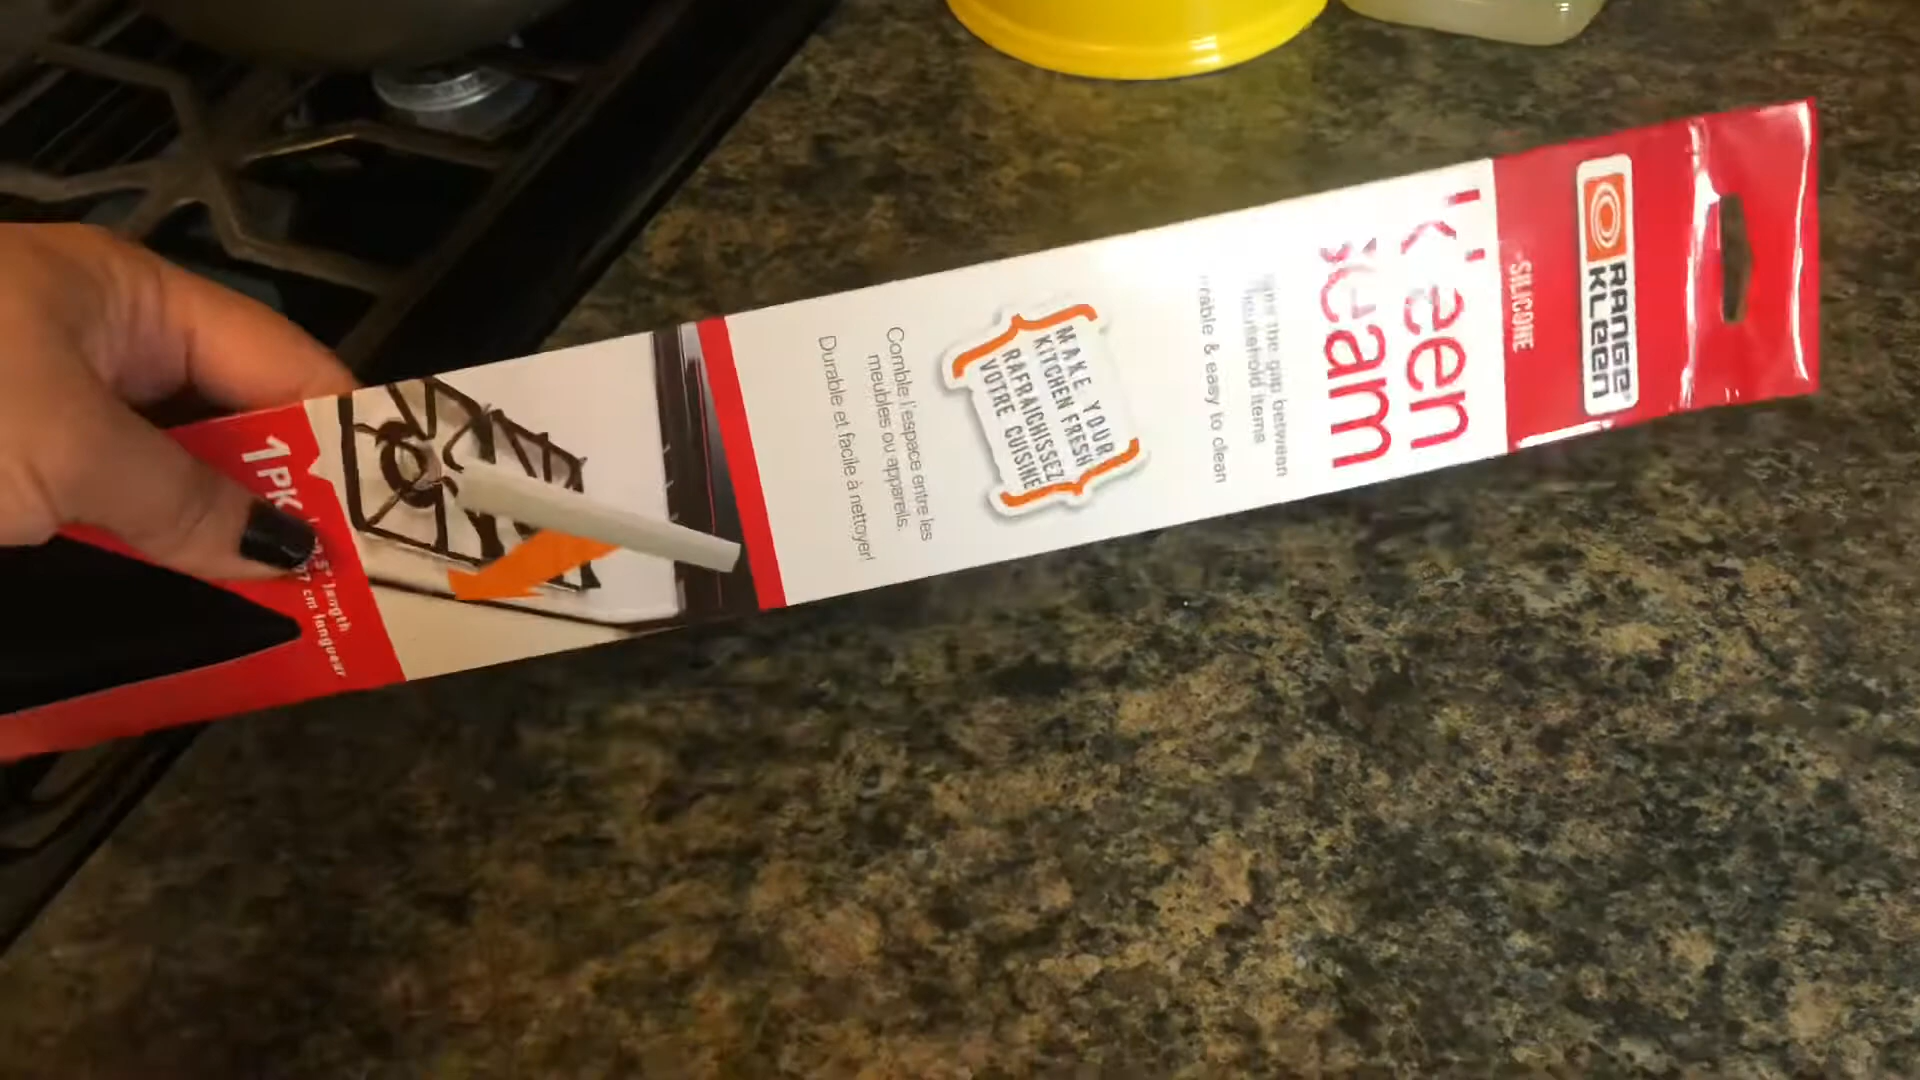 RANGE
KLEEN®
SILICONE
Kleen
Seam
the gap between
household items
& easy to clean
MAKE YOUR
KITCHEN FRESH
RAFRAICHISSEZ
VOTRE CUISINE
Comble l'espace entre les
meubles ou appareils.
Durable et facile à nettoyer!
1PK
length
cm longueur